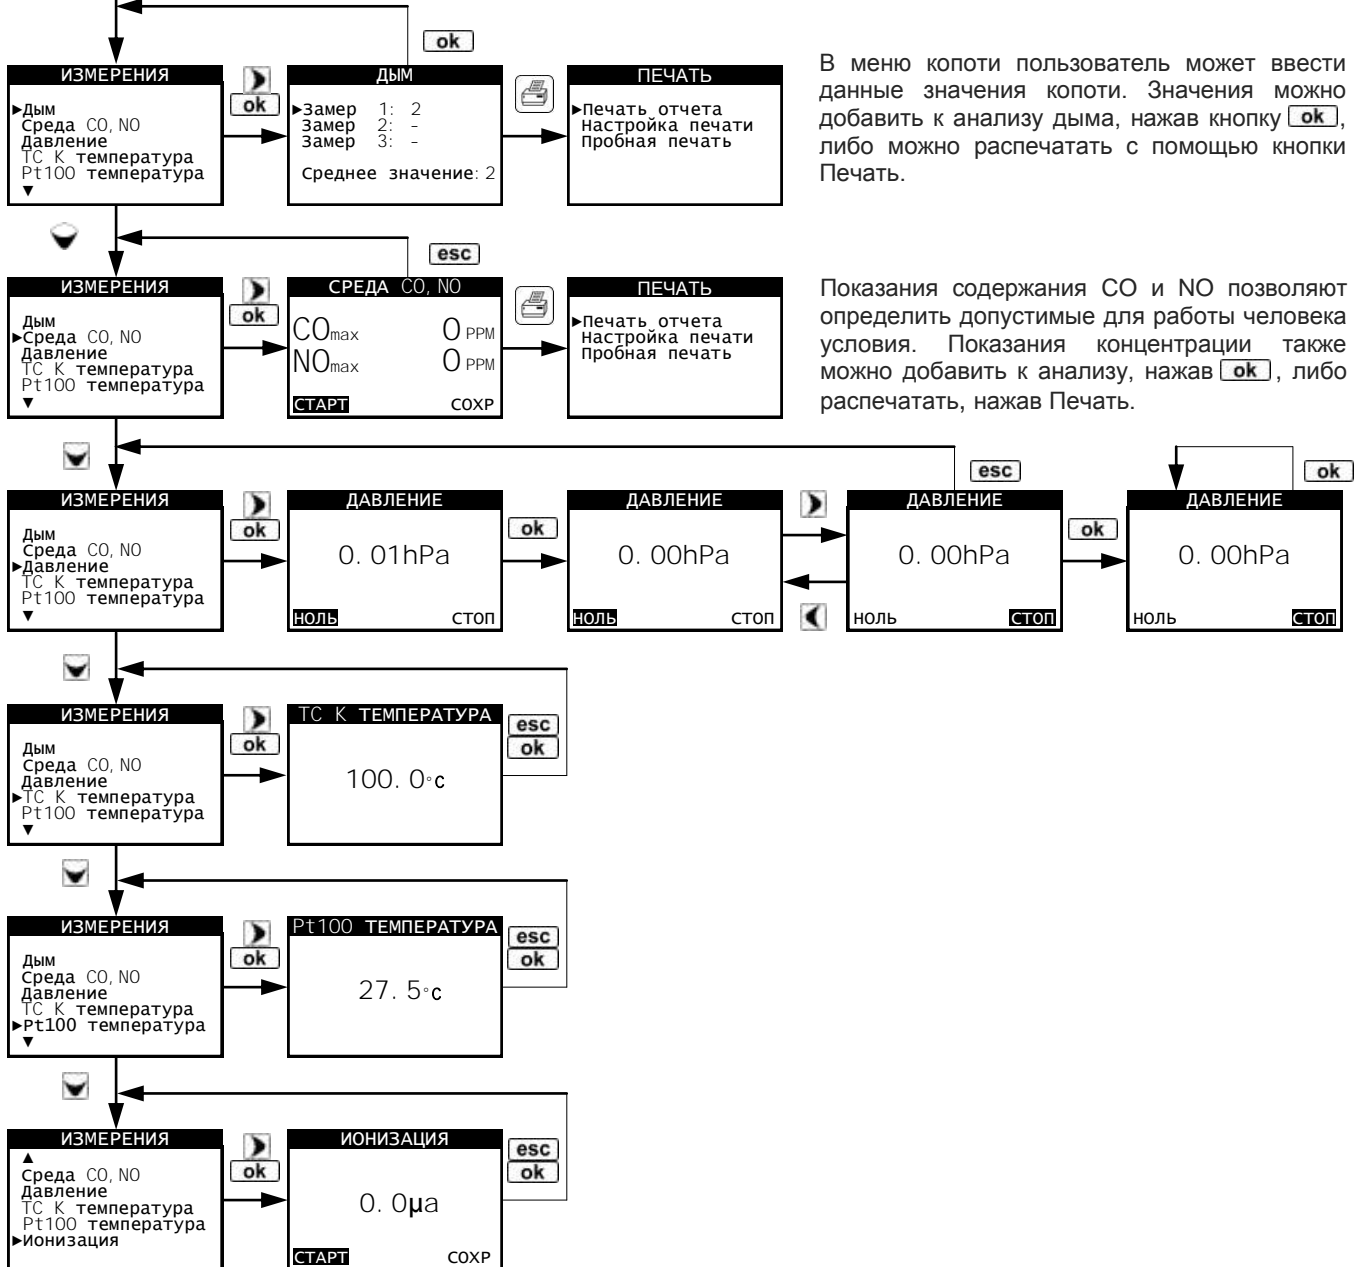 ok
ИЗМЕРЕНИЯ
▶Дым
Среда CO, NO
Давление
TC K температура
Pt100 температура
▼
ok
ДЫМ
▶Замер 1: 2
Замер 2: -
Замер 3: -
Среднее значение: 2
ПЕЧАТЬ
▶Печать отчета
Настройка печати
Пробная печать
В меню копоти пользователь может ввести
данные значения копоти. Значения можно
добавить к анализу дыма, нажав кнопку ok,
либо можно распечатать с помощью кнопки
Печать.
esc
ИЗМЕРЕНИЯ
Дым
▶Среда CO, NO
Давление
TC K температура
Pt100 температура
▼
ok
СРЕДА CO, NO
COmax 0 PPM
NOmax 0 PPM
СТАРТ СОХР
ПЕЧАТЬ
▶Печать отчета
Настройка печати
Пробная печать
Показания содержания CO и NO позволяют
определить допустимые для работы человека
условия. Показания концентрации также
можно добавить к анализу, нажав ok, либо
распечатать, нажав Печать.
esc
ok
ИЗМЕРЕНИЯ
Дым
Среда CO, NO
▶Давление
TC K температура
Pt100 температура
▼
ok
ДАВЛЕНИЕ
0. 01hPa
НОЛЬ СТОП
ok
ДАВЛЕНИЕ
0. 00hPa
НОЛЬ СТОП
ДАВЛЕНИЕ
0. 00hPa
НОЛЬ СТОП
ok
ДАВЛЕНИЕ
0. 00hPa
НОЛЬ СТОП
ИЗМЕРЕНИЯ
Дым
Среда CO, NO
Давление
▶TC K температура
Pt100 температура
▼
ok
TC K ТЕМПЕРАТУРА
100. 0°C
esc
ok
ИЗМЕРЕНИЯ
Дым
Среда CO, NO
Давление
TC K температура
▶Pt100 температура
▼
ok
Pt100 ТЕМПЕРАТУРА
27. 5°C
esc
ok
ИЗМЕРЕНИЯ
▲
Среда CO, NO
Давление
TC K температура
Pt100 температура
▶Ионизация
ok
ИОНИЗАЦИЯ
0. 0µa
СТАРТ СОХР
esc
ok